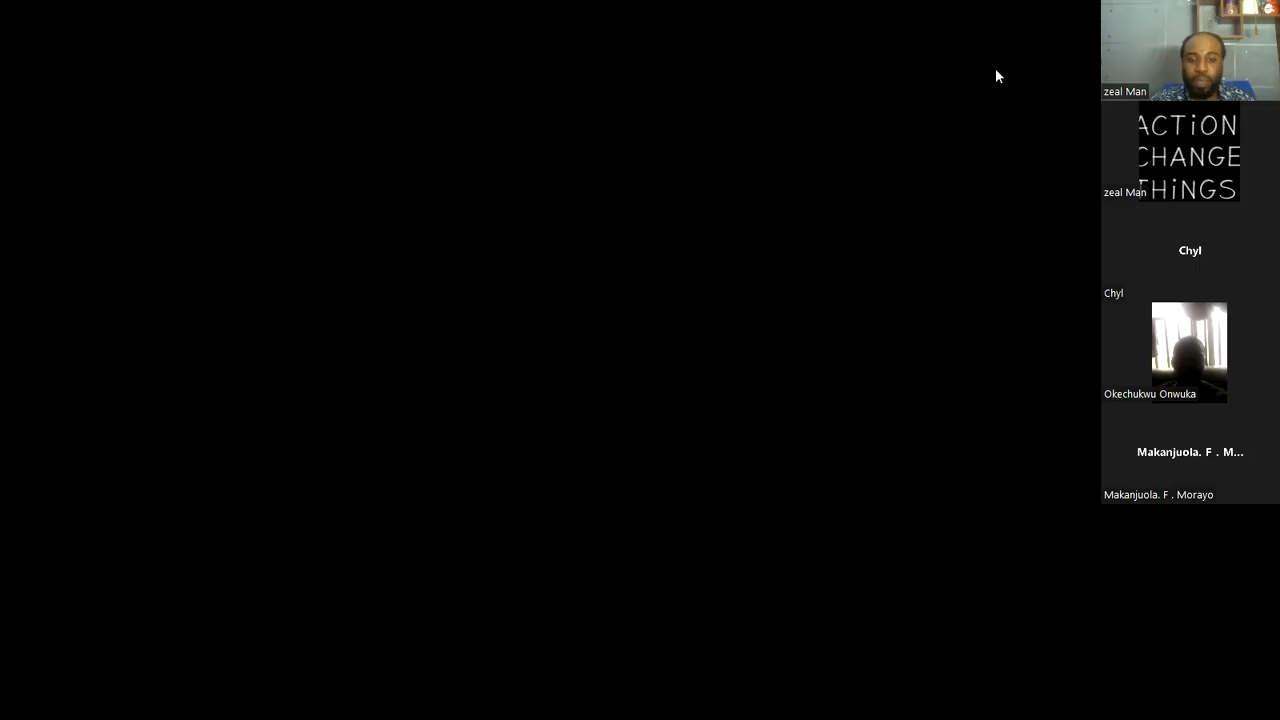 zeal Man
ACTiON
CHANGE
THiNGS
zeal Man
Chyl
Chyl
Okechukwu Onwuka
Makanjuola. F . M...
Makanjuola. F . Morayo